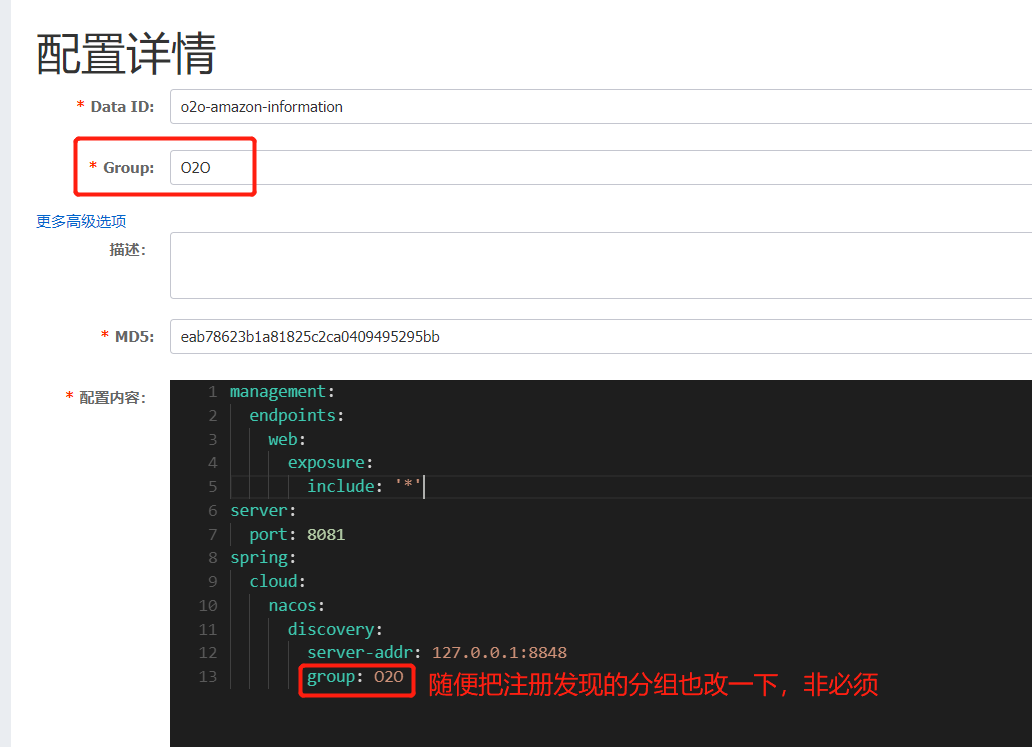 配置详情
* Data ID: o2o-amazon-information
* Group: O2O
更多高级选项
描述:
* MD5: eab78623b1a81825c2ca0409495295bb
* 配置内容:
1 management:
2 endpoints:
3 web:
4 exposure:
5 include: '*'
6 server:
7 port: 8081
8 spring:
9 cloud:
10 nacos:
11 discovery:
12 server-addr: 127.0.0.1:8848
13 group: O2O 随便把注册发现的分组也改一下，非必须